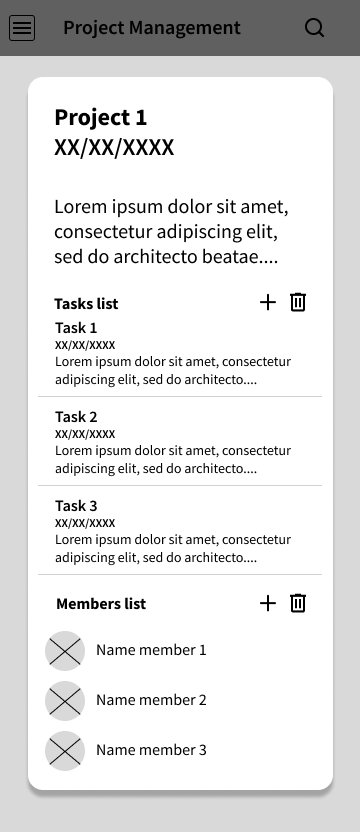 Project Management
Project 1
XX/XX/XXXX
Lorem ipsum dolor sit amet,
consectetur adipiscing elit,
sed do architecto beatae....
Tasks list
Task 1
XX/XX/XXXX
Lorem ipsum dolor sit amet, consectetur
adipiscing elit, sed do architecto....
Task 2
XX/XX/XXXX
Lorem ipsum dolor sit amet, consectetur
adipiscing elit, sed do architecto....
Task 3
XX/XX/XXXX
Lorem ipsum dolor sit amet, consectetur
adipiscing elit, sed do architecto....
Members list
Name member 1
Name member 2
Name member 3